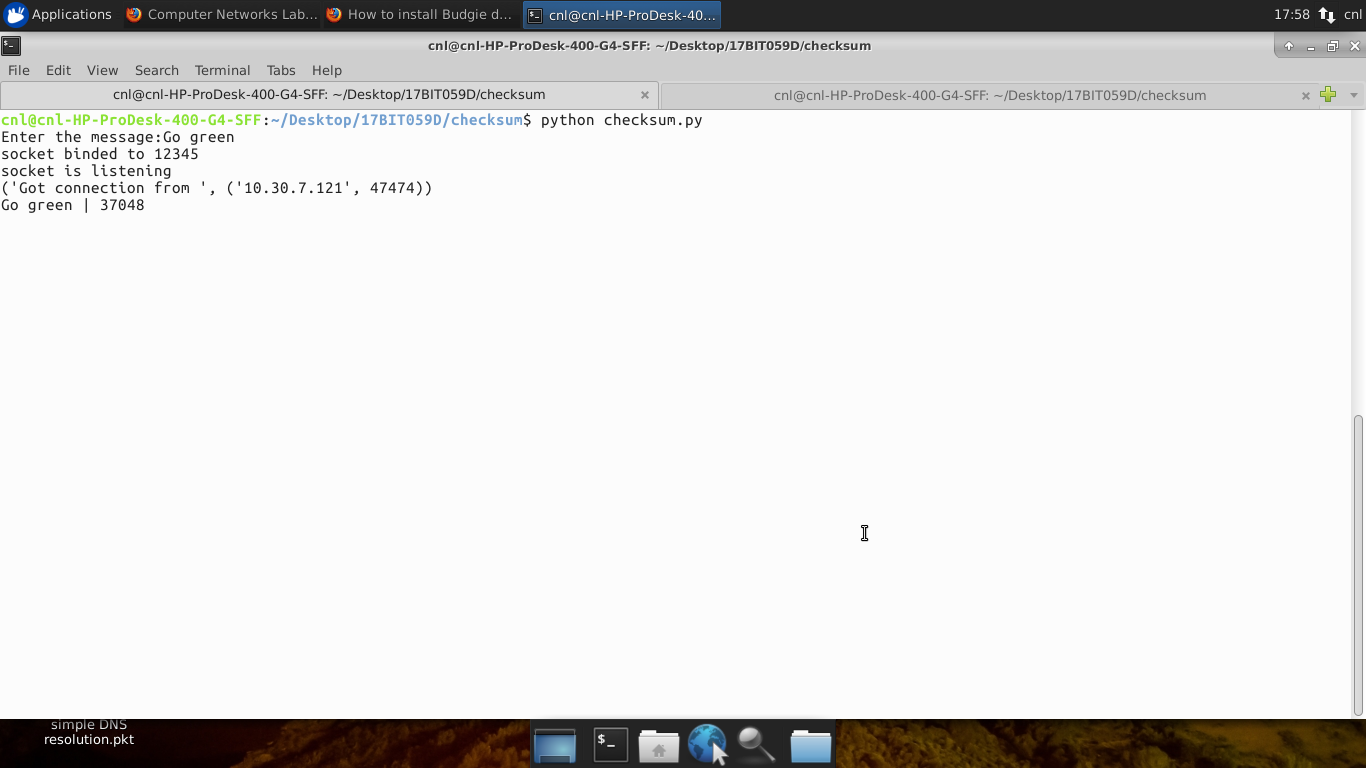 Applications Computer Networks Lab... How to install Budgie d... cnl@cnl-HP-ProDesk-40... 17:58 cnl
cnl@cnl-HP-ProDesk-400-G4-SFF: ~/Desktop/17BIT059D/checksum
File Edit View Search Terminal Tabs Help
cnl@cnl-HP-ProDesk-400-G4-SFF: ~/Desktop/17BIT059D/checksum cnl@cnl-HP-ProDesk-400-G4-SFF: ~/Desktop/17BIT059D/checksum
cnl@cnl-HP-ProDesk-400-G4-SFF:~/Desktop/17BIT059D/checksum$ python checksum.py
Enter the message:Go green
socket binded to 12345
socket is listening
('Got connection from ', ('10.30.7.121', 47474))
Go green | 37048
simple DNS
resolution.pkt